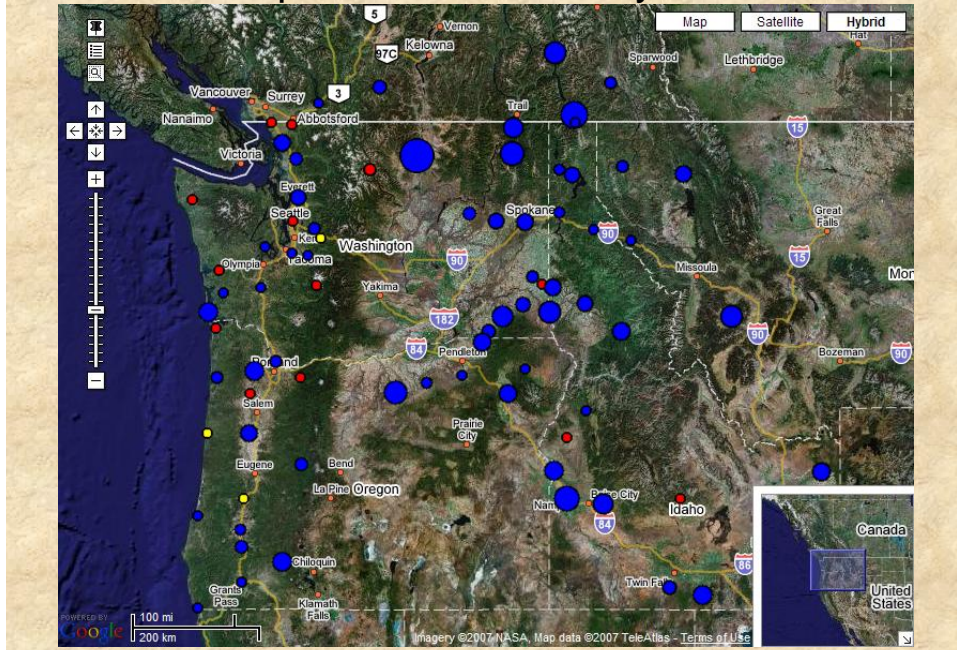 5
Vernon
Map
Satellite
Hybrid
97C
Kelowna
Hat
Sparwood
Lethbridge
Vancouver
Surrey
3
Nanaimo
Abbotsford
Trail
15
Victoria
Everett
Seattle
Spokane
Great
Falls
90
Washington
Tacoma
90
15
Olympia
Missoula
Mon
Yakima
182
90
84
Pendleton
Bozeman
90
Portland
Salem
Prairie
City
Eugene
Bend
La Pine
Oregon
Nam
Idaho
84
Canada
Chiloquin
86
Twin Falls
United
States
Grants
Pass
Klamath
Falls
POWERED BY
Google
100 mi
200 km
Imagery ©2007 NASA, Map data ©2007 TeleAtlas - Terms of Use